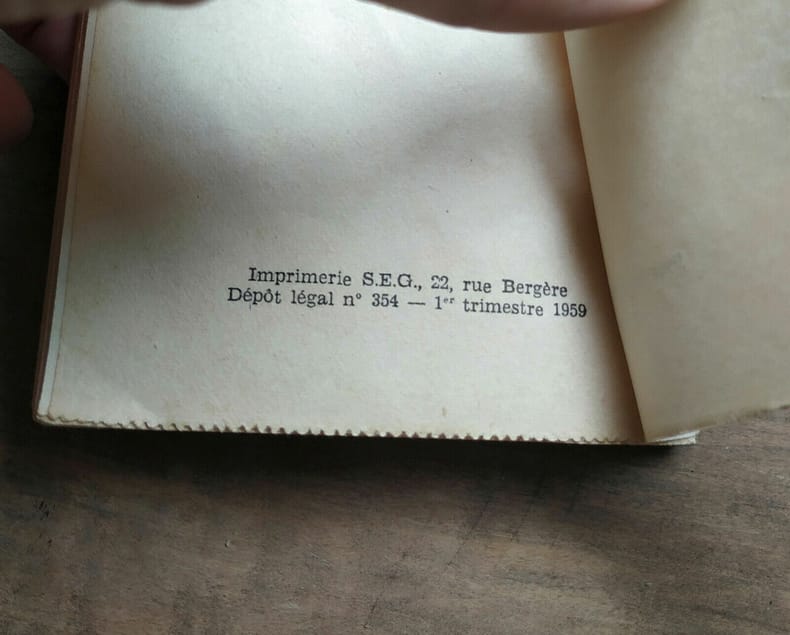 Imprimerie S.E.G., 22, rue Bergère
Dépôt légal n° 354 — 1er trimestre 1959